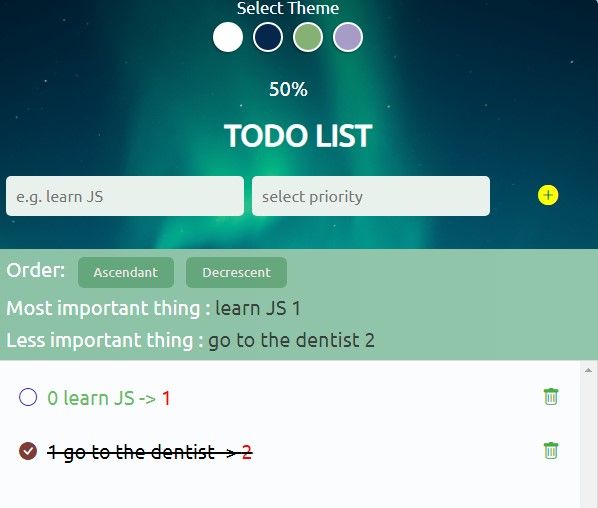 Select Theme
50%
TODO LIST
e.g. learn JS select priority
Order: Ascendant Decrescent
Most important thing : learn JS 1
Less important thing : go to the dentist 2
0 learn JS -> 1
1 go to the dentist -> 2